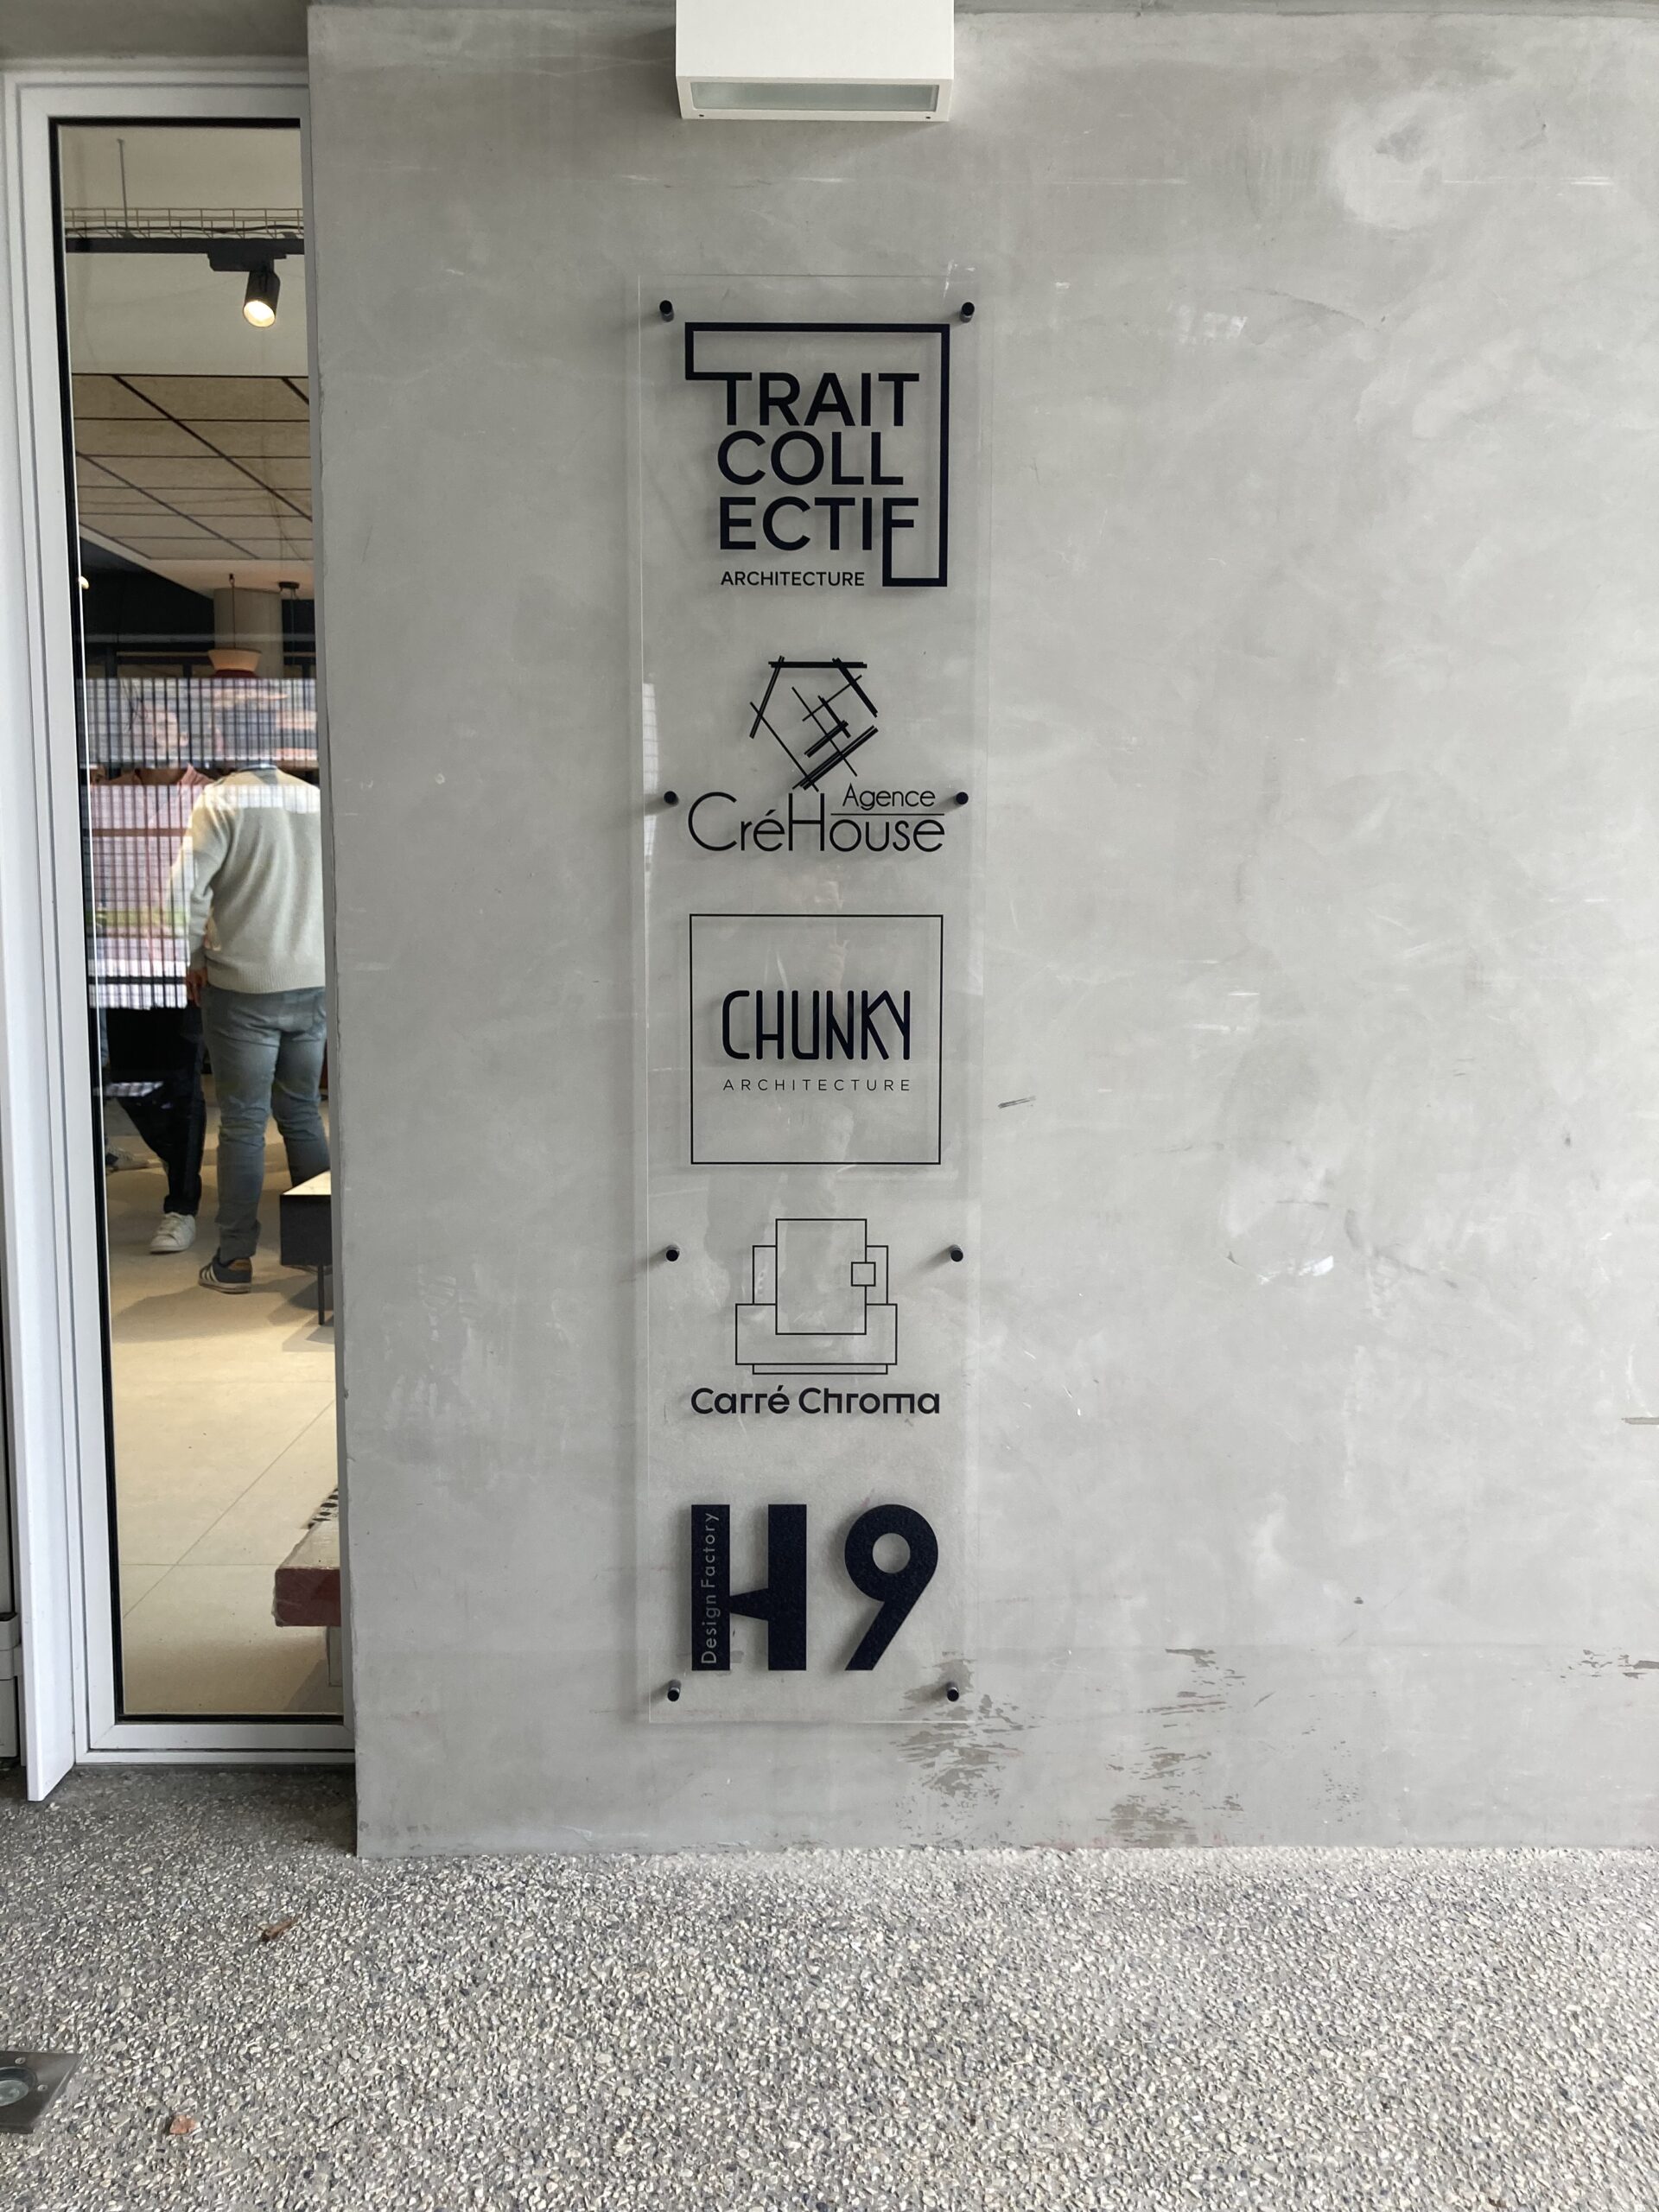 TRAIT
COLL
ECTIF
ARCHITECTURE
Agence
CréHouse
CHUNKY
ARCHITECTURE
Carré Chroma
Design Factory
H9